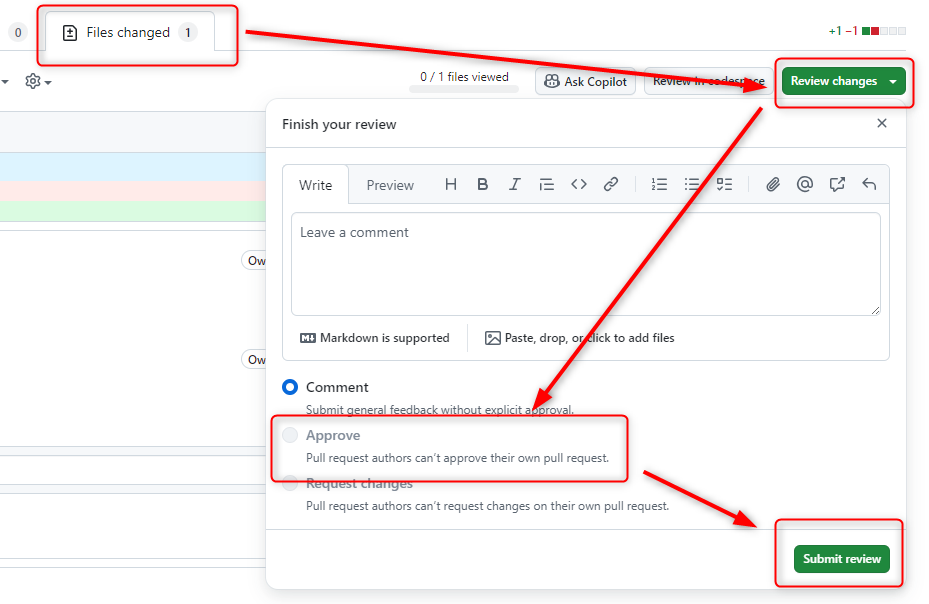 0
Files changed 1
+1 −1
0 / 1 files viewed
Ask Copilot
Review in codespace
Review changes
Finish your review
Write
Preview
H B I
Leave a comment
Ow
Markdown is supported
Paste, drop, or click to add files
Ow
Comment
Submit general feedback without explicit approval.
Approve
Pull request authors can't approve their own pull request.
Request changes
Pull request authors can't request changes on their own pull request.
Submit review